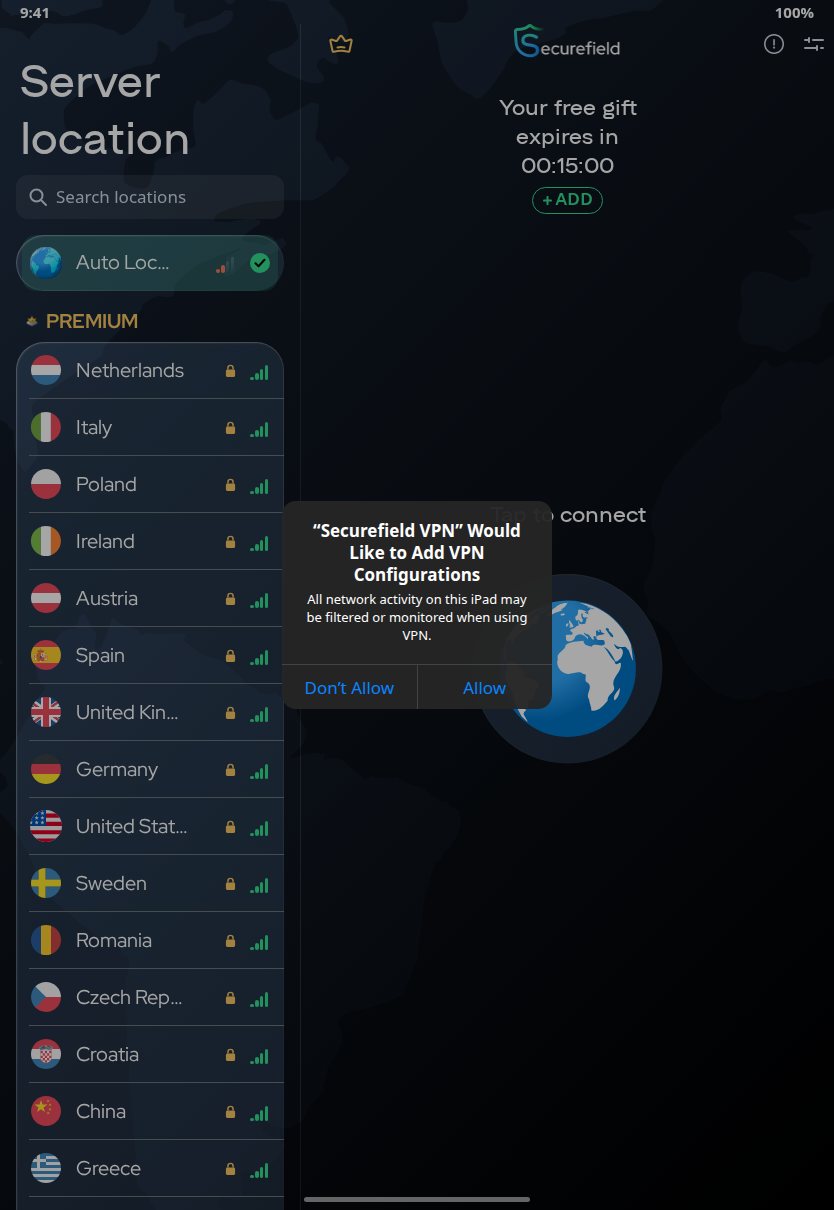 9:41
100%
Securefield
Server
location
Search locations
Auto Loc...
PREMIUM
Netherlands
Italy
Poland
Ireland
Austria
Spain
United Kin...
Germany
United Stat...
Sweden
Romania
Czech Rep...
Croatia
China
Greece
Your free gift
expires in
00:15:00
+ ADD
Tap to connect
“Securefield VPN” Would
Like to Add VPN
Configurations
All network activity on this iPad may
be filtered or monitored when using
VPN.
Don’t Allow
Allow